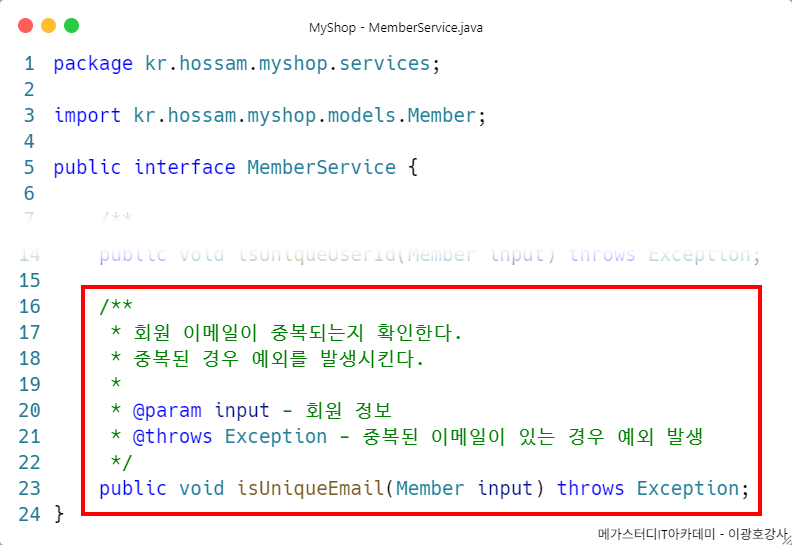 MyShop - MemberService.java
1 package kr.hossam.myshop.services;
2
3 import kr.hossam.myshop.models.Member;
4
5 public interface MemberService {
6
7 /**
14 public void isUniqueUserId(Member input) throws Exception;
15
16 /**
17 * 회원 이메일이 중복되는지 확인한다.
18 * 중복된 경우 예외를 발생시킨다.
19 *
20 * @param input - 회원 정보
21 * @throws Exception - 중복된 이메일이 있는 경우 예외 발생
22 */
23 public void isUniqueEmail(Member input) throws Exception;
24 }
메가스터디IT아카데미 - 이광호강사